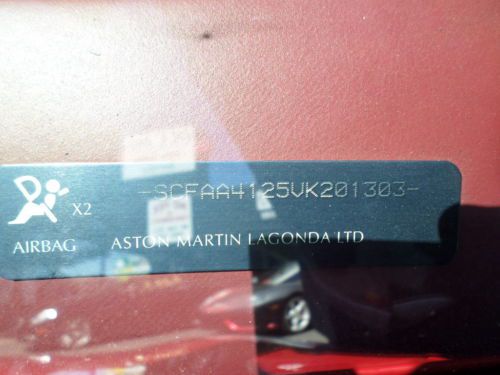 -SCFAA4125VK201303-
X2
AIRBAG ASTON MARTIN LAGONDA LTD